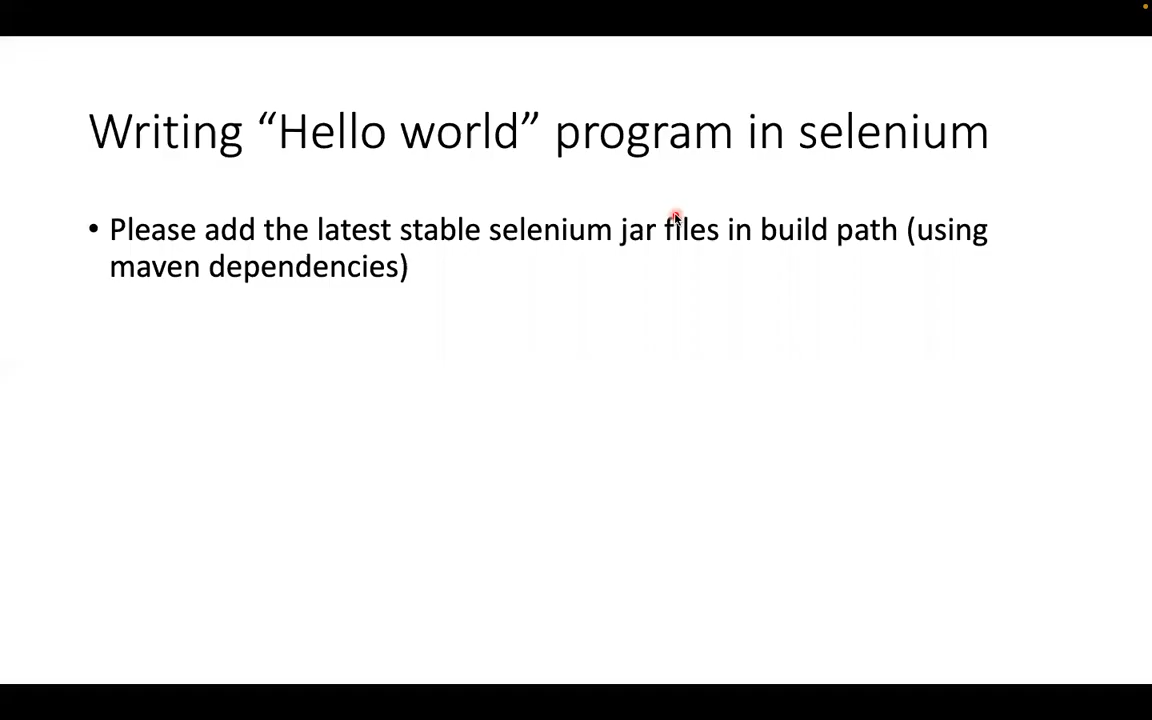 Writing “Hello world” program in selenium
• Please add the latest stable selenium jar files in build path (using
maven dependencies)